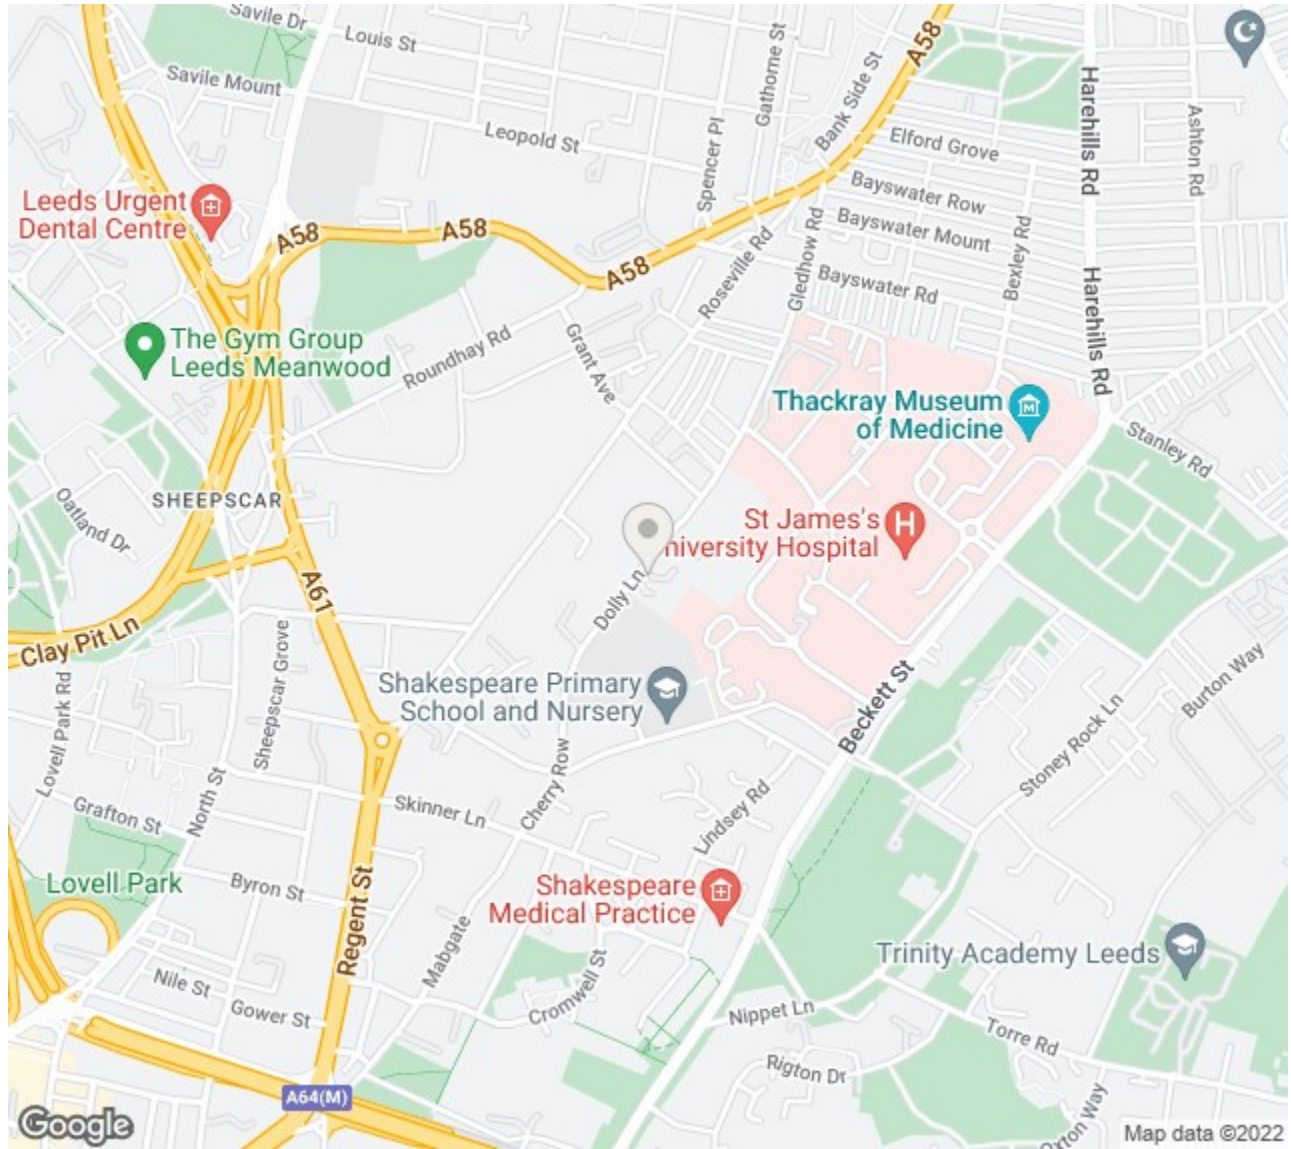 Savile Dr
Louis St
Gathorne St
Bank Side St
A58
Savile Mount
Leopold St
Spencer Pl
Elford Grove
Harehills Rd
Ashton Rd
Leeds Urgent
Dental Centre
Bayswater Row
Bayswater Mount
A58
A58
A58
Roseville Rd
Gledhow Rd
Bayswater Rd
Bexley Rd
Harehills Rd
The Gym Group
Leeds Meanwood
Roundhay Rd
Grant Ave
Thackray Museum
of Medicine
M
Stanley Rd
SHEEPSCAR
Oatland Dr
St James's
niversity Hospital
H
A61
Dolly Ln
Clay Pit Ln
Sheepscar Grove
Lovell Park Rd
Shakespeare Primary
School and Nursery
Beckett St
Burton Way
Stoney Rock Ln
North St
Grafton St
Skinner Ln
Cherry Row
Lindsey Rd
Lovell Park
Byron St
Regent St
Shakespeare
Medical Practice
Mabgate
Trinity Academy Leeds
Nile St
Gower St
Cromwell St
Nippet Ln
Torre Rd
Rigton Dr
A64(M)
Oxton Way
Google
Map data ©2022